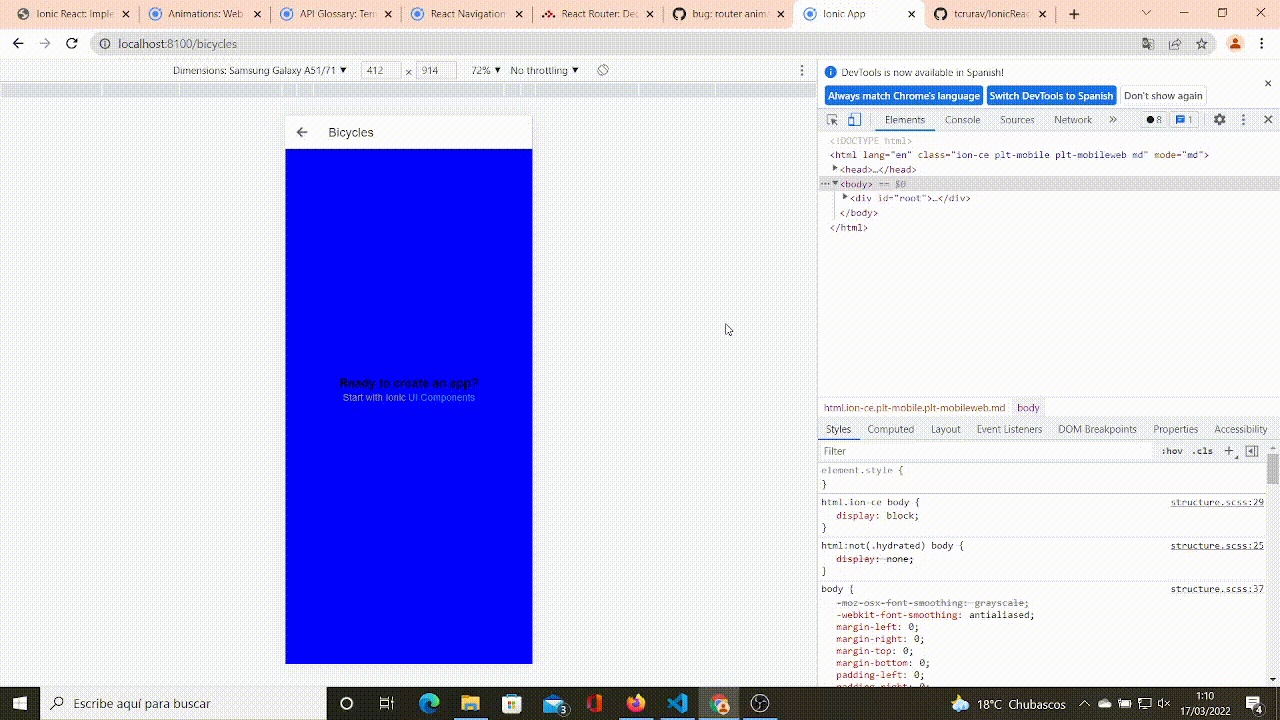 Ionic React: Imple
Animations: Web
API Glossary: Ter
React Navigation
React Router: Dec
bug: router anim
Ionic App
tcrurav/IonicReac
localhost:8100/bicycles
Dimensions: Samsung Galaxy A51/71 412 × 914 72% No throttling
Bicycles
Ready to create an app?
Start with Ionic UI Components
DevTools is now available in Spanish!
Always match Chrome's language
Switch DevTools to Spanish
Don't show again
Elements Console Sources Network » 8 1
<!DOCTYPE html>
<html lang="en" class="ion-ce plt-mobile plt-mobileweb md" mode="md">
<head>…</head>
<body> == $0
<div id="root">…</div>
</body>
</html>
html.ion-ce.plt-mobile.plt-mobileweb.md body
Styles Computed Layout Event Listeners DOM Breakpoints Properties Accessibility
Filter :hov .cls
element.style {
}
html.ion-ce body { structure.scss:29
display: block;
}
html:not(.hydrated) body { structure.scss:25
display: none;
}
body { structure.scss:37
-moz-osx-font-smoothing: grayscale;
-webkit-font-smoothing: antialiased;
margin-left: 0;
margin-right: 0;
margin-top: 0;
margin-bottom: 0;
padding-left: 0;
padding-right: 0;
Escribe aquí para buscar
3
18°C Chubascos
1:10
17/03/2022
4